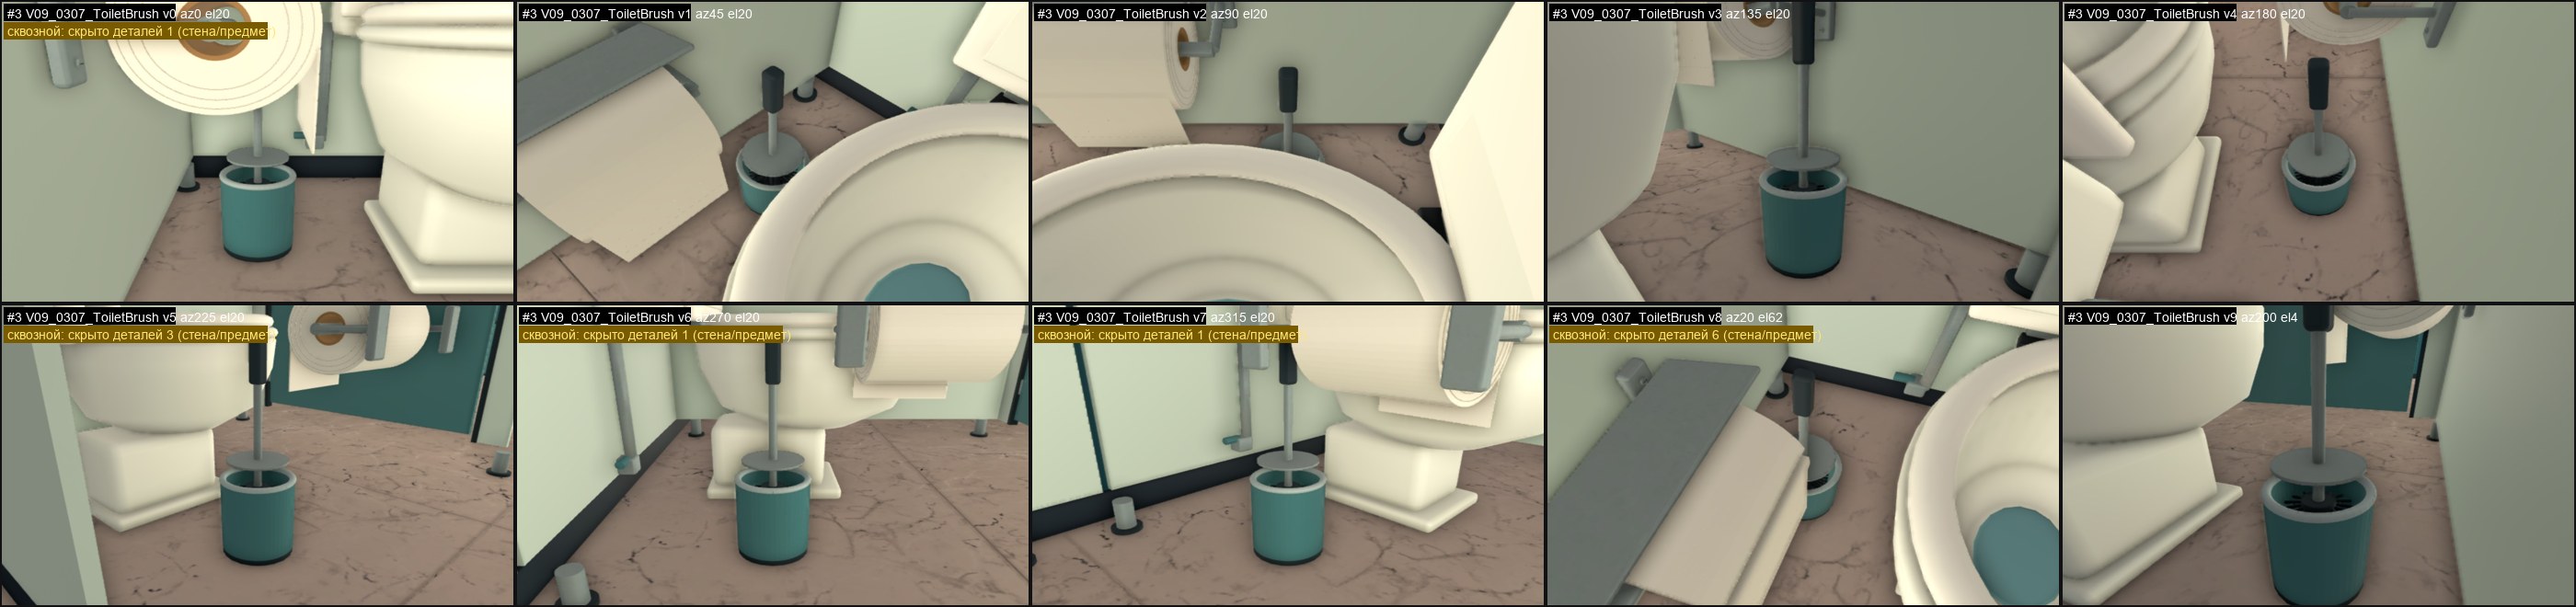 #3 V09_0307_ToiletBrush v0 az0 el20
сквозной: скрыто деталей 1 (стена/предмет)
#3 V09_0307_ToiletBrush v1 az45 el20
#3 V09_0307_ToiletBrush v2 az90 el20
#3 V09_0307_ToiletBrush v3 az135 el20
#3 V09_0307_ToiletBrush v4 az180 el20
#3 V09_0307_ToiletBrush v5 az225 el20
сквозной: скрыто деталей 3 (стена/предмет)
#3 V09_0307_ToiletBrush v6 az270 el20
сквозной: скрыто деталей 1 (стена/предмет)
#3 V09_0307_ToiletBrush v7 az315 el20
сквозной: скрыто деталей 1 (стена/предмет
#3 V09_0307_ToiletBrush v8 az20 el62
сквозной: скрыто деталей 6 (стена/предмет)
#3 V09_0307_ToiletBrush v9 az200 el4